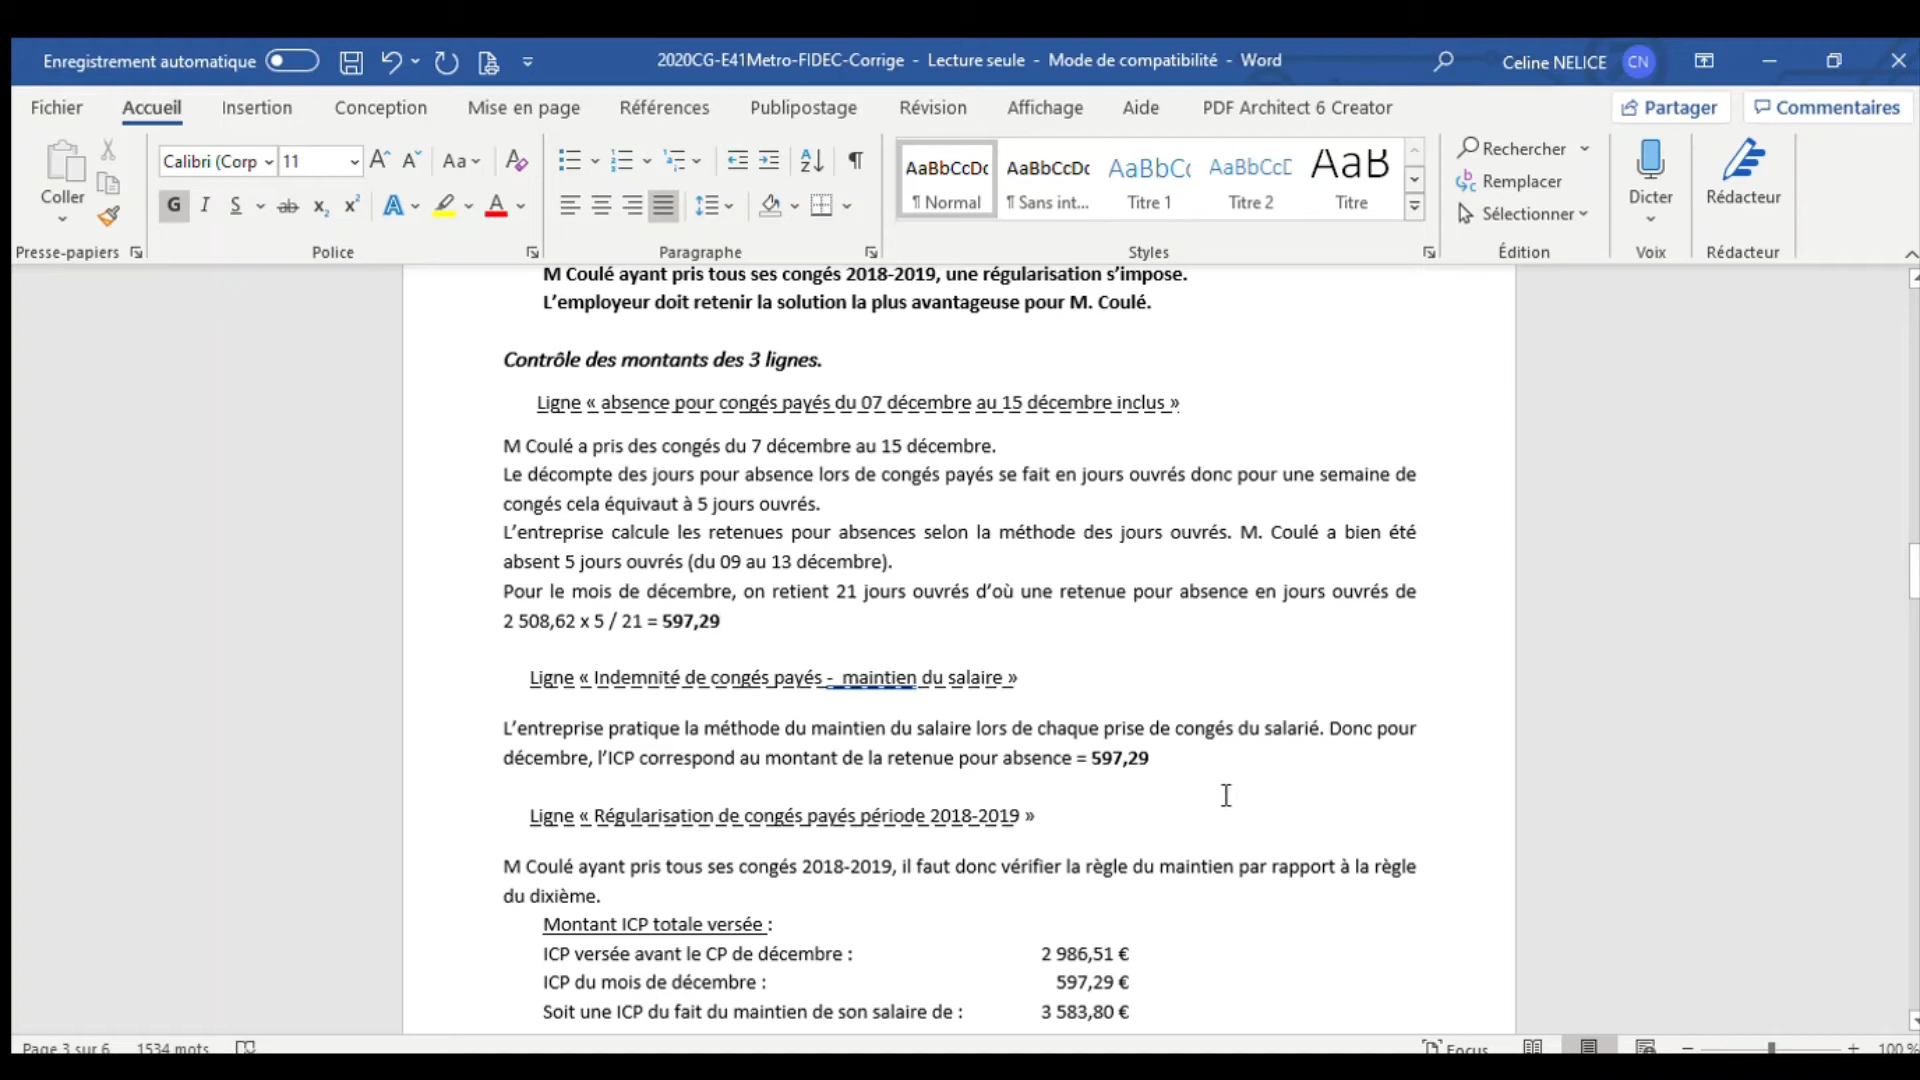 Enregistrement automatique
2020CG-E41Metro-FIDEC-Corrige - Lecture seule - Mode de compatibilité - Word
Celine NELICE CN
Fichier Accueil Insertion Conception Mise en page Références Publipostage Révision Affichage Aide PDF Architect 6 Creator Partager Commentaires
Coller
Calibri (Corp 11 Aa
G I S ab x₂ x² A A
AaBbCcDc AaBbCcDc AaBbCc AaBbCcD AaB
¶ Normal ¶ Sans int... Titre 1 Titre 2 Titre
Rechercher
Remplacer
Sélectionner
Dicter
Rédacteur
Presse-papiers Police Paragraphe Styles Édition Voix Rédacteur
M Coulé ayant pris tous ses congés 2018-2019, une régularisation s’impose.
L’employeur doit retenir la solution la plus avantageuse pour M. Coulé.
Contrôle des montants des 3 lignes.
Ligne « absence pour congés payés du 07 décembre au 15 décembre inclus »
M Coulé a pris des congés du 7 décembre au 15 décembre.
Le décompte des jours pour absence lors de congés payés se fait en jours ouvrés donc pour une semaine de
congés cela équivaut à 5 jours ouvrés.
L’entreprise calcule les retenues pour absences selon la méthode des jours ouvrés. M. Coulé a bien été
absent 5 jours ouvrés (du 09 au 13 décembre).
Pour le mois de décembre, on retient 21 jours ouvrés d’où une retenue pour absence en jours ouvrés de
2 508,62 x 5 / 21 = 597,29
Ligne « Indemnité de congés payés - maintien du salaire »
L’entreprise pratique la méthode du maintien du salaire lors de chaque prise de congés du salarié. Donc pour
décembre, l’ICP correspond au montant de la retenue pour absence = 597,29
Ligne « Régularisation de congés payés période 2018-2019 »
M Coulé ayant pris tous ses congés 2018-2019, il faut donc vérifier la règle du maintien par rapport à la règle
du dixième.
Montant ICP totale versée :
ICP versée avant le CP de décembre : 2 986,51 €
ICP du mois de décembre : 597,29 €
Soit une ICP du fait du maintien de son salaire de : 3 583,80 €
Page 3 sur 6 1534 mots Focus 100 %